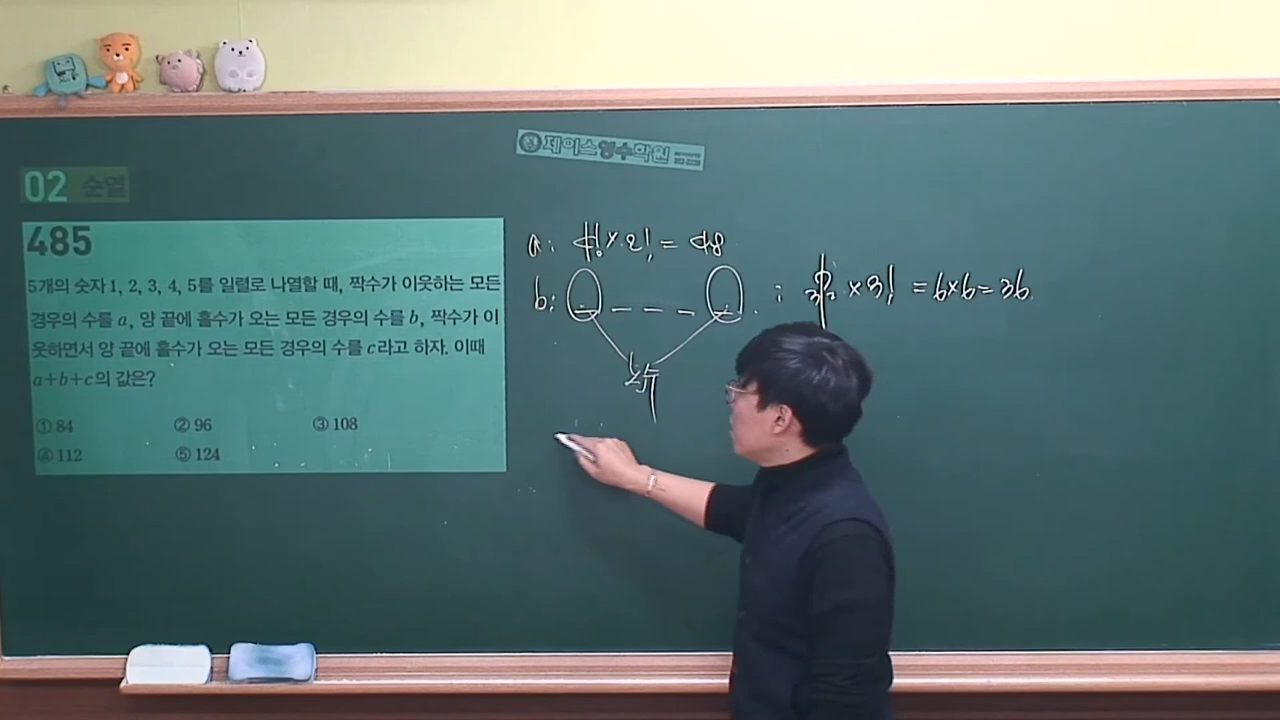 제이스영수학원
02 순열
485
5개의 숫자 1, 2, 3, 4, 5를 일렬로 나열할 때, 짝수가 이웃하는 모든
경우의 수를 a, 양 끝에 홀수가 오는 모든 경우의 수를 b, 짝수가 이
웃하면서 양 끝에 홀수가 오는 모든 경우의 수를 c라고 하자. 이때
a+b+c의 값은?
① 84 ② 96 ③ 108
④ 112 ⑤ 124
a: 4!×2! = 48
b: ; ₃P₂ × 3! = 6×6 = 36